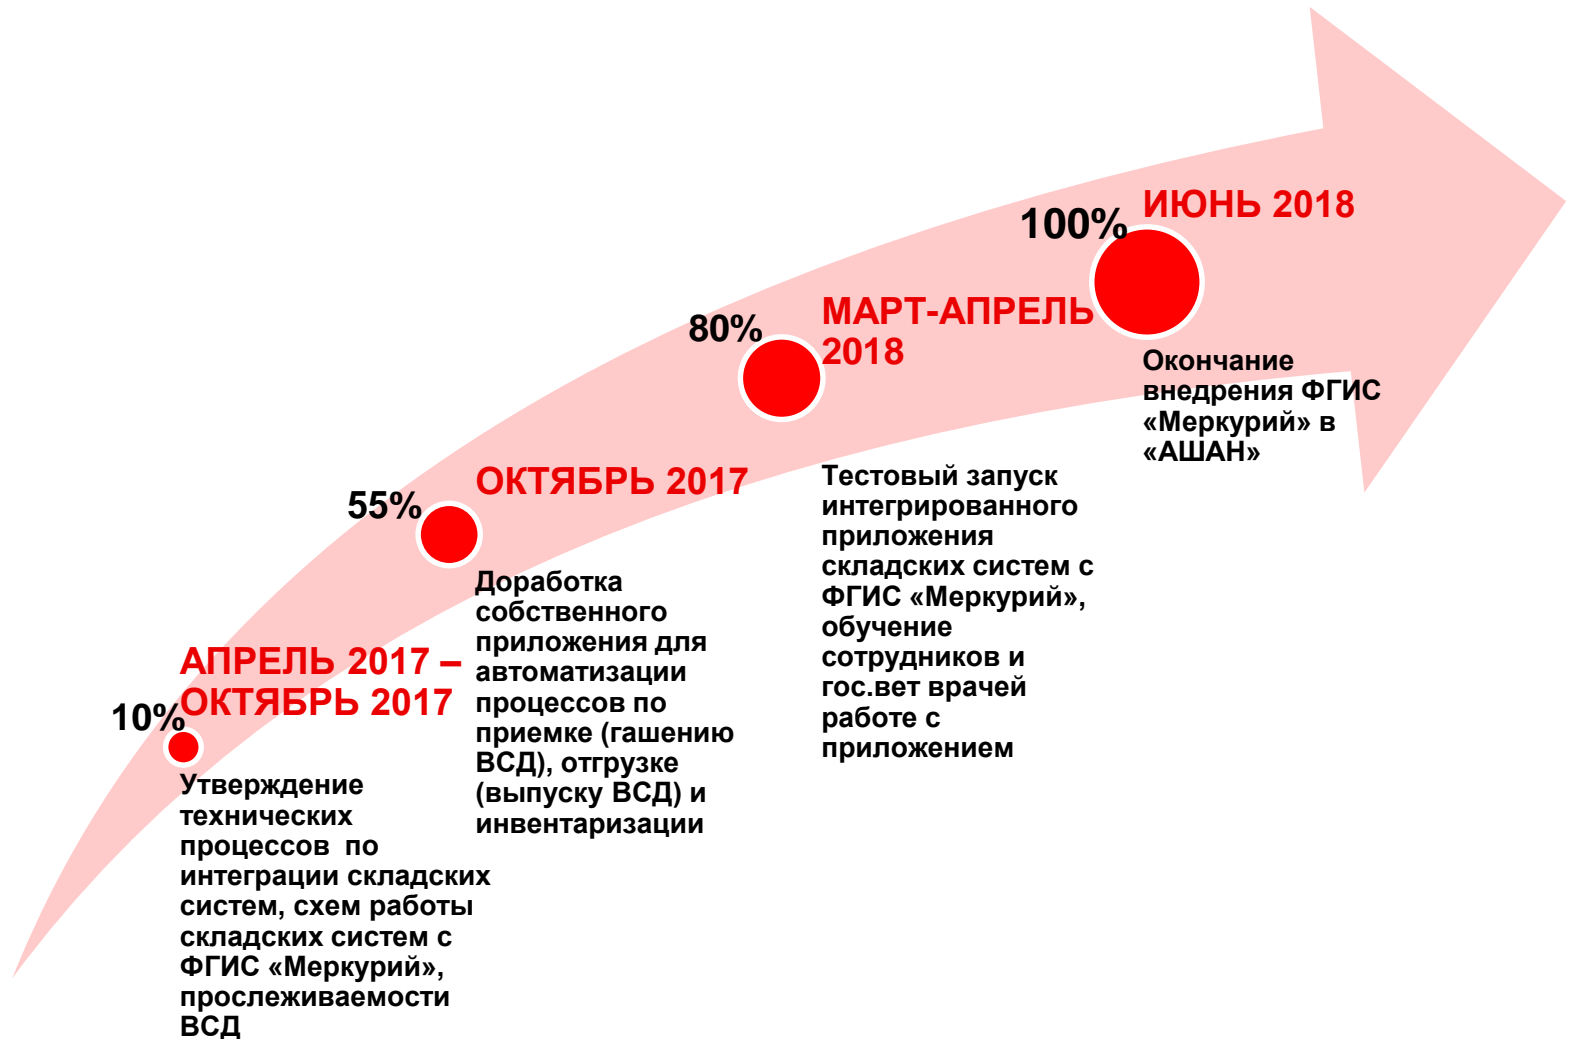 10%
АПРЕЛЬ 2017 –
ОКТЯБРЬ 2017
Утверждение
технических
процессов по
интеграции складских
систем, схем работы
складских систем с
ФГИС «Меркурий»,
прослеживаемости
ВСД
55%
ОКТЯБРЬ 2017
Доработка
собственного
приложения для
автоматизации
процессов по
приемке (гашению
ВСД), отгрузке
(выпуску ВСД) и
инвентаризации
80%
МАРТ-АПРЕЛЬ
2018
Тестовый запуск
интегрированного
приложения
складских систем с
ФГИС «Меркурий»,
обучение
сотрудников и
гос.вет врачей
работе с
приложением
100%
ИЮНЬ 2018
Окончание
внедрения ФГИС
«Меркурий» в
«АШАН»